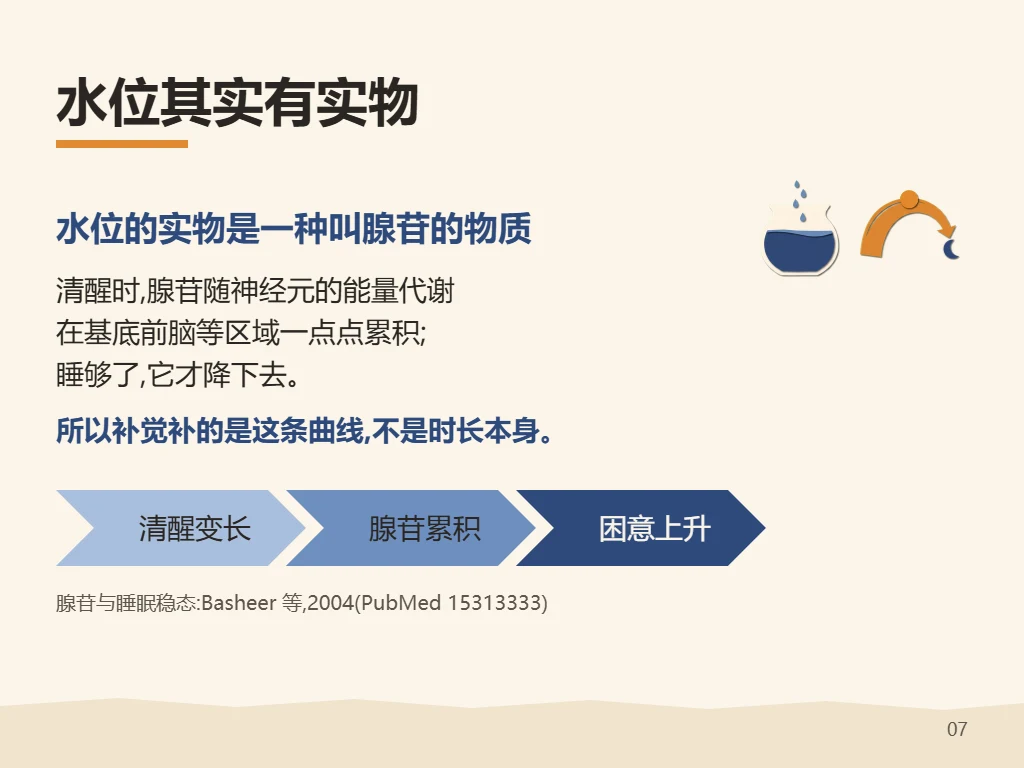 水位其实有实物
水位的实物是一种叫腺苷的物质
清醒时,腺苷随神经元的能量代谢
在基底前脑等区域一点点累积;
睡够了,它才降下去。
所以补觉补的是这条曲线,不是时长本身。
清醒变长
腺苷累积
困意上升
腺苷与睡眠稳态:Basheer 等,2004(PubMed 15313333)
07